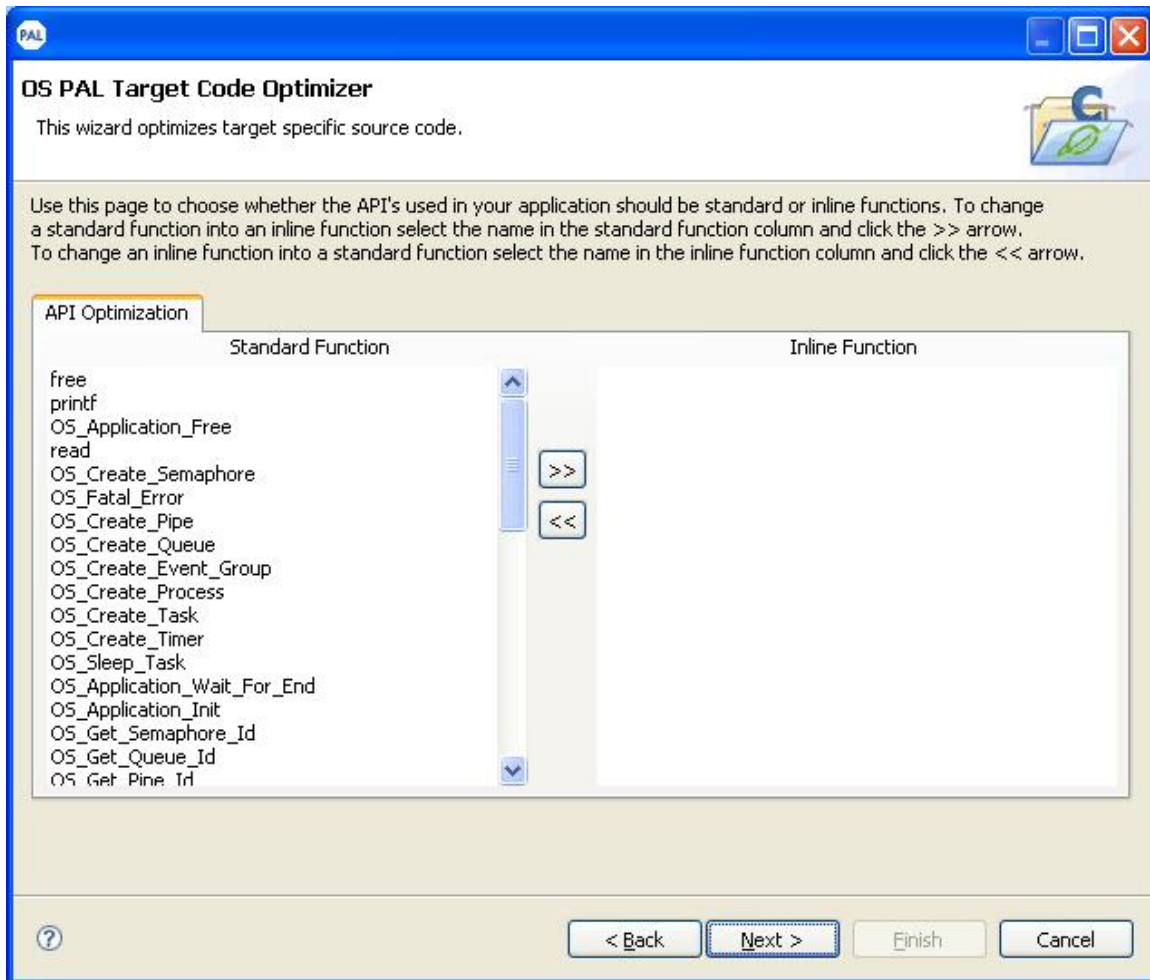 PAL
OS PAL Target Code Optimizer
This wizard optimizes target specific source code.
Use this page to choose whether the API's used in your application should be standard or inline functions. To change
a standard function into an inline function select the name in the standard function column and click the >> arrow.
To change an inline function into a standard function select the name in the inline function column and click the << arrow.
API Optimization
Standard Function
Inline Function
free
printf
OS_Application_Free
read
OS_Create_Semaphore
OS_Fatal_Error
OS_Create_Pipe
OS_Create_Queue
OS_Create_Event_Group
OS_Create_Process
OS_Create_Task
OS_Create_Timer
OS_Sleep_Task
OS_Application_Wait_For_End
OS_Application_Init
OS_Get_Semaphore_Id
OS_Get_Queue_Id
OS_Get_Pipe_Id
>>
<<
?
< Back
Next >
Finish
Cancel